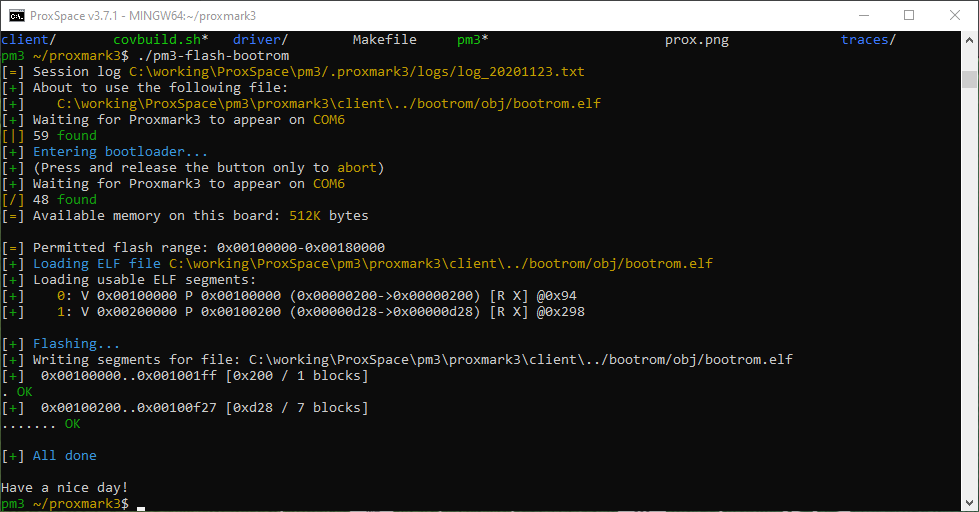 ProxSpace v3.7.1 - MINGW64:~/proxmark3
client/ covbuild.sh* driver/ Makefile pm3* prox.png traces/
pm3 ~/proxmark3$ ./pm3-flash-bootrom
[=] Session log C:\working\ProxSpace\pm3/.proxmark3/logs/log_20201123.txt
[+] About to use the following file:
[+]    C:\working\ProxSpace\pm3\proxmark3\client\../bootrom/obj/bootrom.elf
[+] Waiting for Proxmark3 to appear on COM6
[|] 59 found
[+] Entering bootloader...
[+] (Press and release the button only to abort)
[+] Waiting for Proxmark3 to appear on COM6
[/] 48 found
[=] Available memory on this board: 512K bytes
[=] Permitted flash range: 0x00100000-0x00180000
[+] Loading ELF file C:\working\ProxSpace\pm3\proxmark3\client\../bootrom/obj/bootrom.elf
[+] Loading usable ELF segments:
[+]    0: V 0x00100000 P 0x00100000 (0x00000200->0x00000200) [R X] @0x94
[+]    1: V 0x00200000 P 0x00100200 (0x00000d28->0x00000d28) [R X] @0x298
[+] Flashing...
[+] Writing segments for file: C:\working\ProxSpace\pm3\proxmark3\client\../bootrom/obj/bootrom.elf
[+]  0x00100000..0x001001ff [0x200 / 1 blocks]
. OK
[+]  0x00100200..0x00100f27 [0xd28 / 7 blocks]
....... OK
[+] All done
Have a nice day!
pm3 ~/proxmark3$